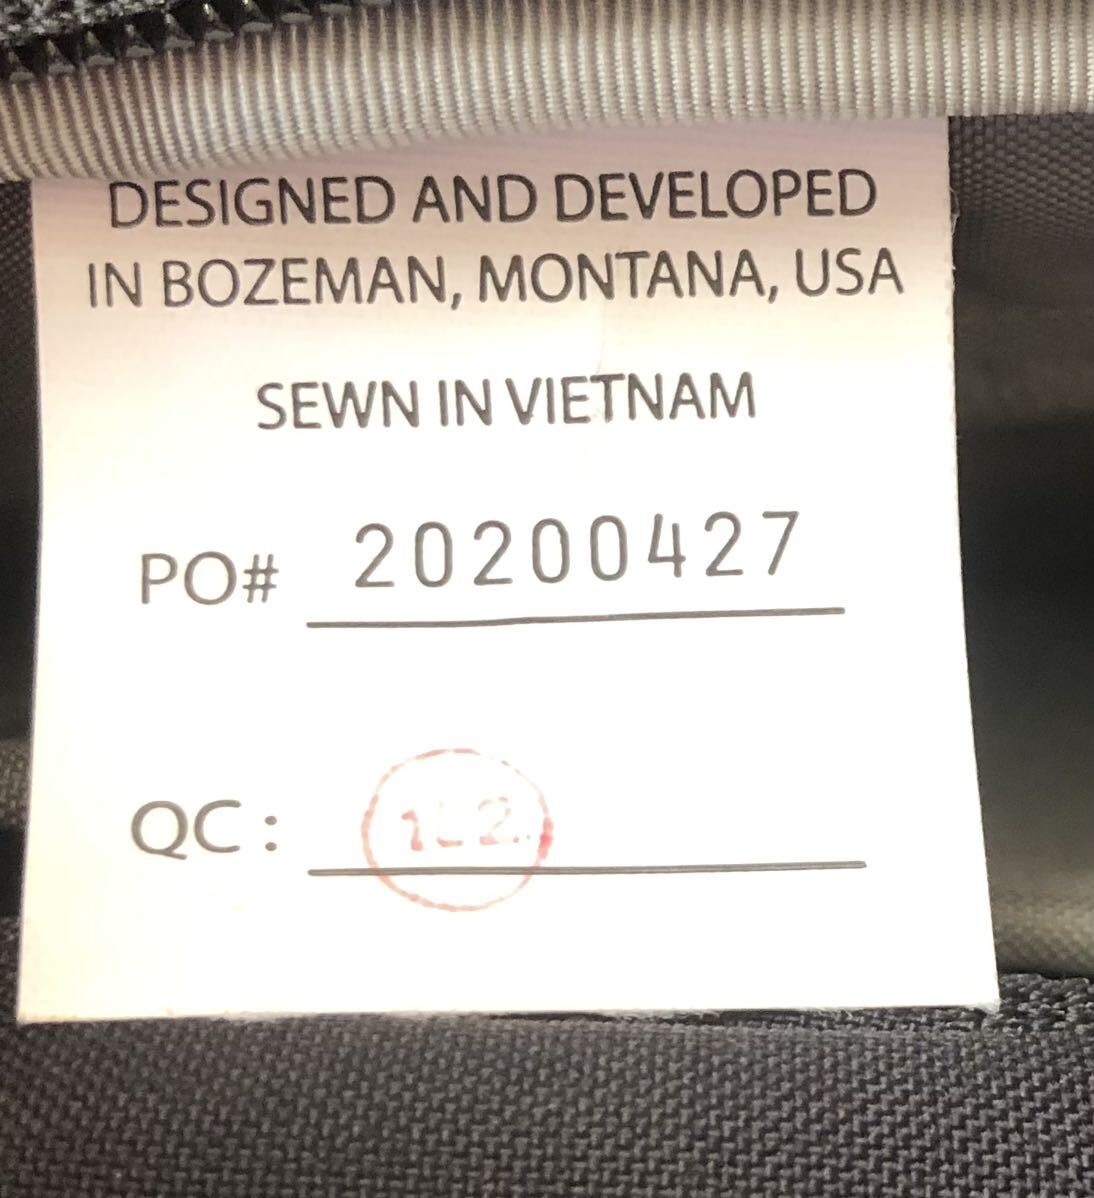 DESIGNED AND DEVELOPED
IN BOZEMAN, MONTANA, USA
SEWN IN VIETNAM
PO# 20200427
QC: